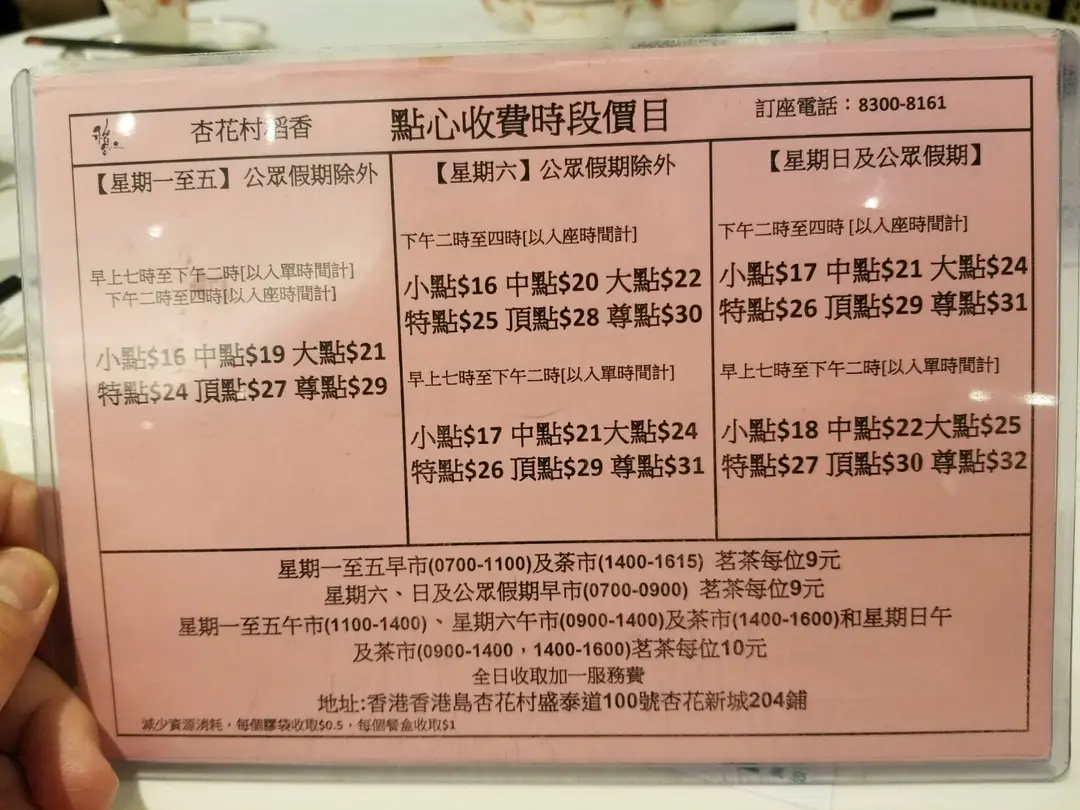 杏花村稻香
點心收費時段價目
訂座電話：8300-8161
【星期一至五】公眾假期除外
早上七時至下午二時[以入單時間計]
下午二時至四時[以入座時間計]
小點$16 中點$19 大點$21
特點$24 頂點$27 尊點$29
【星期六】公眾假期除外
下午二時至四時[以入座時間計]
小點$16 中點$20 大點$22
特點$25 頂點$28 尊點$30
早上七時至下午二時[以入單時間計]
小點$17 中點$21大點$24
特點$26 頂點$29 尊點$31
【星期日及公眾假期】
下午二時至四時 [以入座時間計]
小點$17 中點$21 大點$24
特點$26 頂點$29 尊點$31
早上七時至下午二時[以入單時間計]
小點$18 中點$22大點$25
特點$27 頂點$30 尊點$32
星期一至五早市(0700-1100)及茶市(1400-1615) 茗茶每位9元
星期六、日及公眾假期早市(0700-0900) 茗茶每位9元
星期一至五午市(1100-1400)、星期六午市(0900-1400)及茶市(1400-1600)和星期日午
及茶市(0900-1400，1400-1600)茗茶每位10元
全日收取加一服務費
地址:香港香港島杏花村盛泰道100號杏花新城204鋪
減少資源消耗，每個膠袋收取$0.5，每個餐盒收取$1